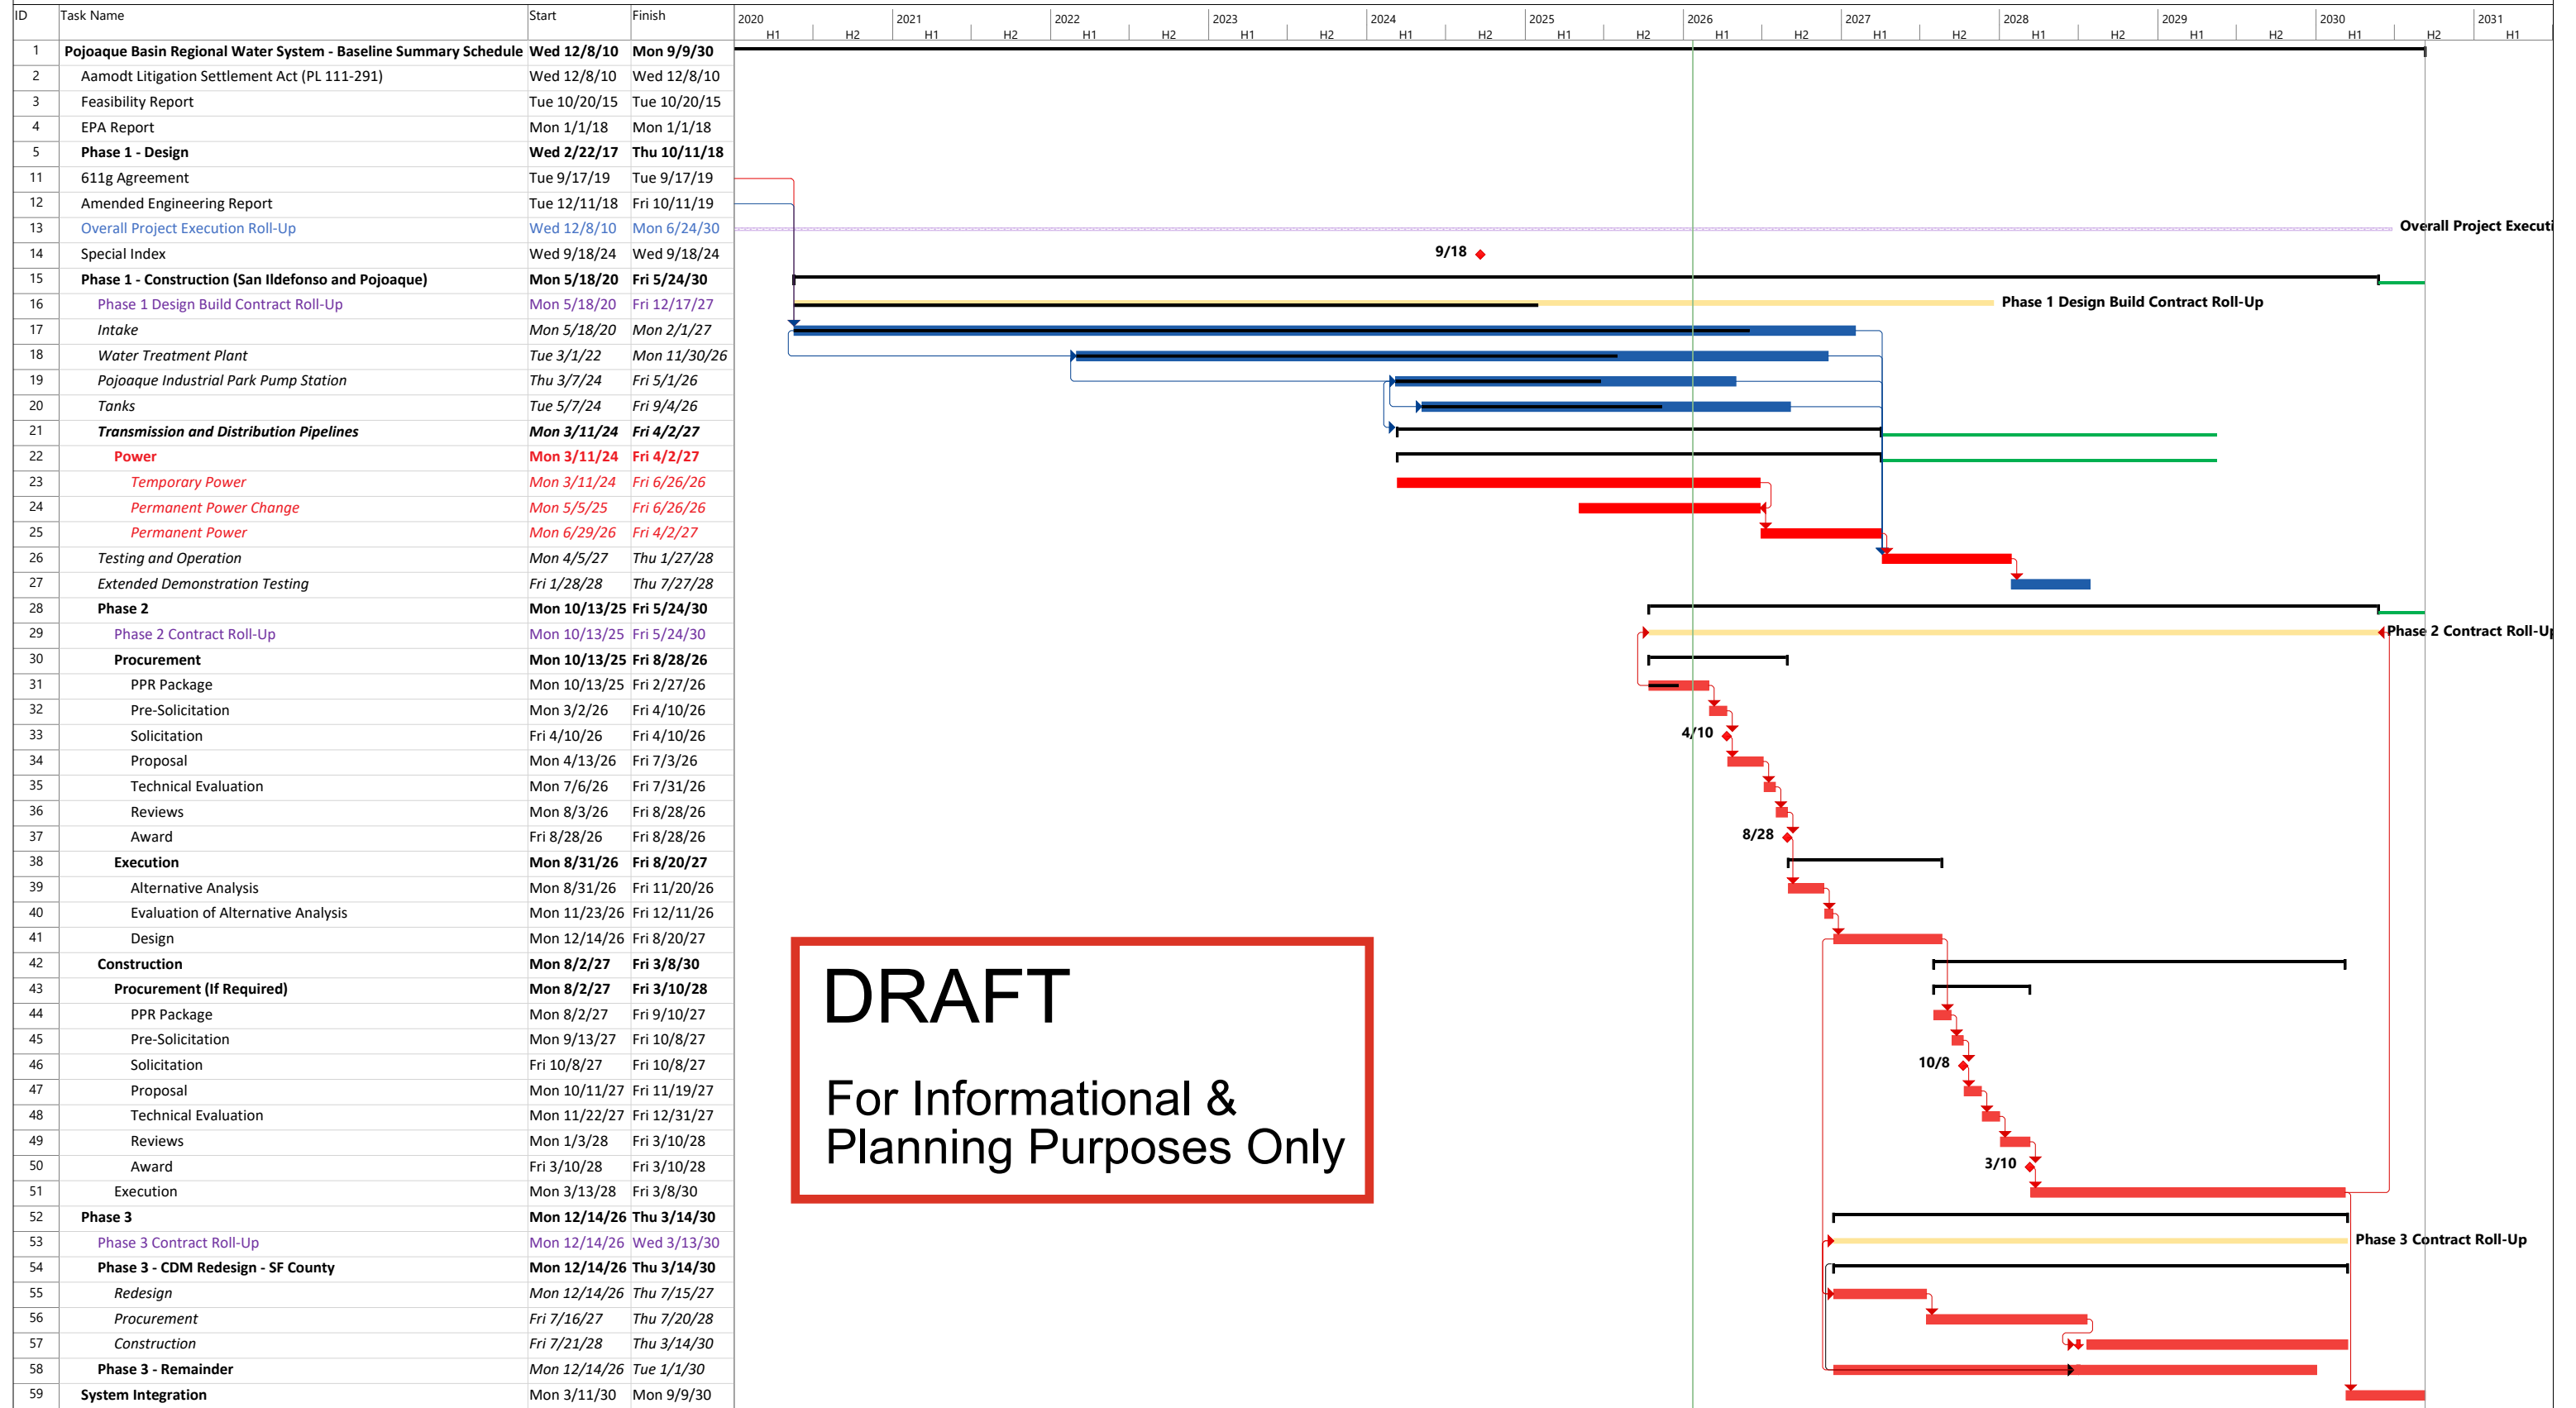 ID Task Name Start Finish 2020 2021 2022 2023 2024 2025 2026 2027 2028 2029 2030 2031
H1 H2 H1 H2 H1 H2 H1 H2 H1 H2 H1 H2 H1 H2 H1 H2 H1 H2 H1 H2 H1 H2 H1
1 Pojoaque Basin Regional Water System - Baseline Summary Schedule Wed 12/8/10 Mon 9/9/30
2 Aamodt Litigation Settlement Act (PL 111-291) Wed 12/8/10 Wed 12/8/10
3 Feasibility Report Tue 10/20/15 Tue 10/20/15
4 EPA Report Mon 1/1/18 Mon 1/1/18
5 Phase 1 - Design Wed 2/22/17 Thu 10/11/18
11 611g Agreement Tue 9/17/19 Tue 9/17/19
12 Amended Engineering Report Tue 12/11/18 Fri 10/11/19
13 Overall Project Execution Roll-Up Wed 12/8/10 Mon 6/24/30 Overall Project Executi
14 Special Index Wed 9/18/24 Wed 9/18/24 9/18
15 Phase 1 - Construction (San Ildefonso and Pojoaque) Mon 5/18/20 Fri 5/24/30
16 Phase 1 Design Build Contract Roll-Up Mon 5/18/20 Fri 12/17/27 Phase 1 Design Build Contract Roll-Up
17 Intake Mon 5/18/20 Mon 2/1/27
18 Water Treatment Plant Tue 3/1/22 Mon 11/30/26
19 Pojoaque Industrial Park Pump Station Thu 3/7/24 Fri 5/1/26
20 Tanks Tue 5/7/24 Fri 9/4/26
21 Transmission and Distribution Pipelines Mon 3/11/24 Fri 4/2/27
22 Power Mon 3/11/24 Fri 4/2/27
23 Temporary Power Mon 3/11/24 Fri 6/26/26
24 Permanent Power Change Mon 5/5/25 Fri 6/26/26
25 Permanent Power Mon 6/29/26 Fri 4/2/27
26 Testing and Operation Mon 4/5/27 Thu 1/27/28
27 Extended Demonstration Testing Fri 1/28/28 Thu 7/27/28
28 Phase 2 Mon 10/13/25 Fri 5/24/30
29 Phase 2 Contract Roll-Up Mon 10/13/25 Fri 5/24/30 Phase 2 Contract Roll-Up
30 Procurement Mon 10/13/25 Fri 8/28/26
31 PPR Package Mon 10/13/25 Fri 2/27/26
32 Pre-Solicitation Mon 3/2/26 Fri 4/10/26
33 Solicitation Fri 4/10/26 Fri 4/10/26 4/10
34 Proposal Mon 4/13/26 Fri 7/3/26
35 Technical Evaluation Mon 7/6/26 Fri 7/31/26
36 Reviews Mon 8/3/26 Fri 8/28/26
37 Award Fri 8/28/26 Fri 8/28/26 8/28
38 Execution Mon 8/31/26 Fri 8/20/27
39 Alternative Analysis Mon 8/31/26 Fri 11/20/26
40 Evaluation of Alternative Analysis Mon 11/23/26 Fri 12/11/26
41 Design Mon 12/14/26 Fri 8/20/27
42 Construction Mon 8/2/27 Fri 3/8/30
43 Procurement (If Required) Mon 8/2/27 Fri 3/10/28
44 PPR Package Mon 8/2/27 Fri 9/10/27
45 Pre-Solicitation Mon 9/13/27 Fri 10/8/27
46 Solicitation Fri 10/8/27 Fri 10/8/27 10/8
47 Proposal Mon 10/11/27 Fri 11/19/27
48 Technical Evaluation Mon 11/22/27 Fri 12/31/27
49 Reviews Mon 1/3/28 Fri 3/10/28
50 Award Fri 3/10/28 Fri 3/10/28 3/10
51 Execution Mon 3/13/28 Fri 3/8/30
52 Phase 3 Mon 12/14/26 Thu 3/14/30
53 Phase 3 Contract Roll-Up Mon 12/14/26 Wed 3/13/30 Phase 3 Contract Roll-Up
54 Phase 3 - CDM Redesign - SF County Mon 12/14/26 Thu 3/14/30
55 Redesign Mon 12/14/26 Thu 7/15/27
56 Procurement Fri 7/16/27 Thu 7/20/28
57 Construction Fri 7/21/28 Thu 3/14/30
58 Phase 3 - Remainder Mon 12/14/26 Tue 1/1/30
59 System Integration Mon 3/11/30 Mon 9/9/30
DRAFT
For Informational &
Planning Purposes Only